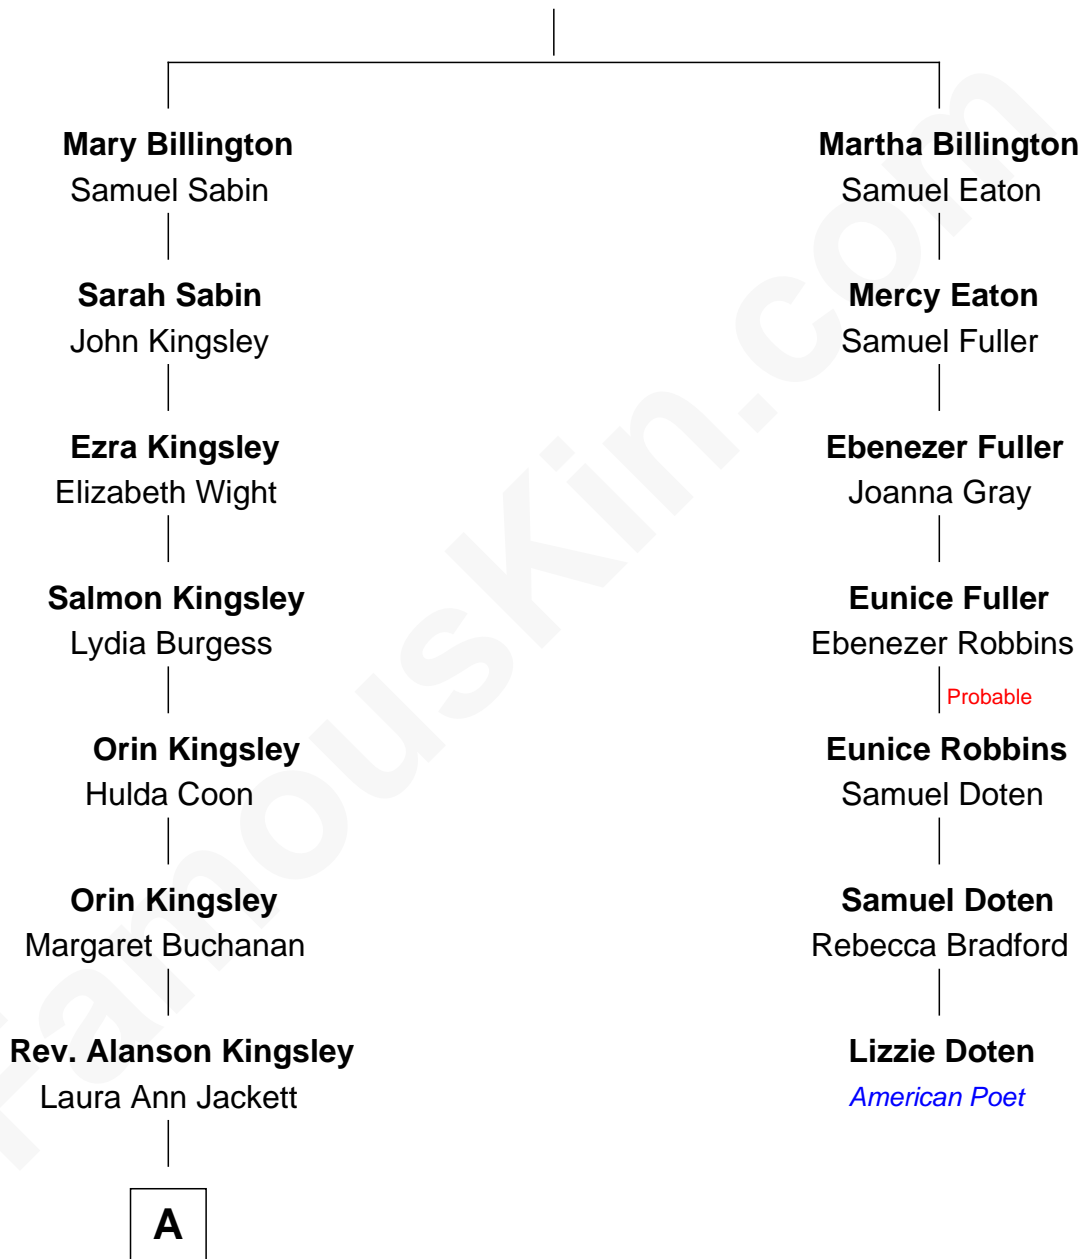 Mary Billington
Samuel Sabin
Sarah Sabin
John Kingsley
Ezra Kingsley
Elizabeth Wight
Salmon Kingsley
Lydia Burgess
Orin Kingsley
Hulda Coon
Orin Kingsley
Margaret Buchanan
Rev. Alanson Kingsley
Laura Ann Jackett
A
Martha Billington
Samuel Eaton
Mercy Eaton
Samuel Fuller
Ebenezer Fuller
Joanna Gray
Eunice Fuller
Ebenezer Robbins
Probable
Eunice Robbins
Samuel Doten
Samuel Doten
Rebecca Bradford
Lizzie Doten
American Poet
FamousKin.com